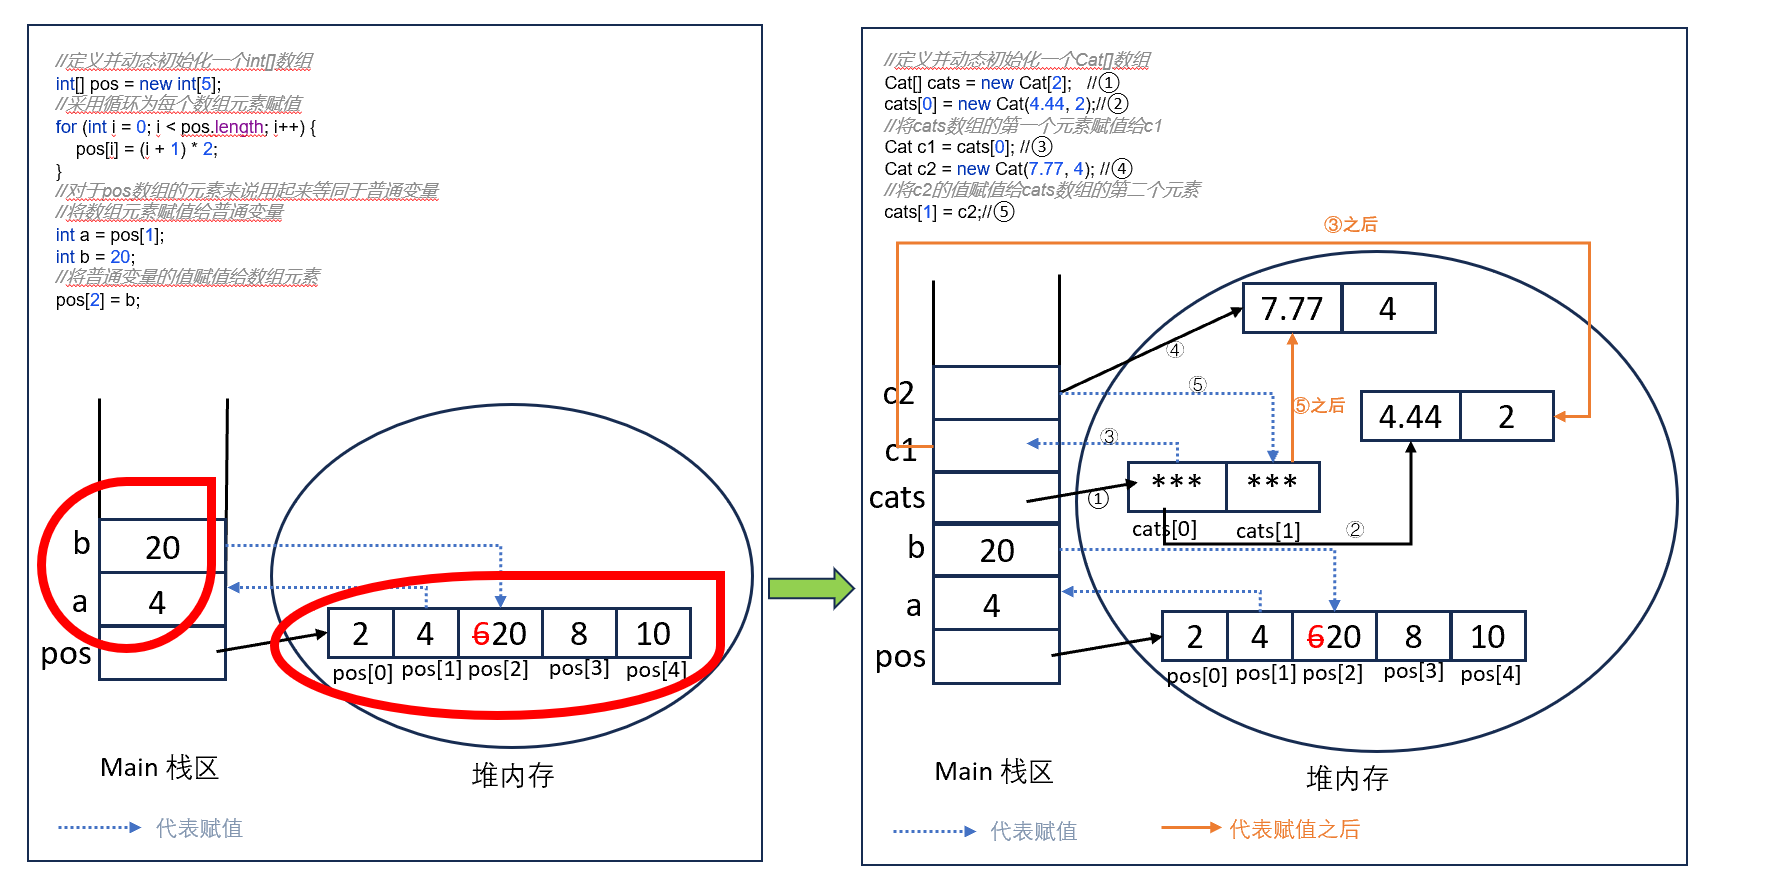 //定义并动态初始化一个int[]数组
int[] pos = new int[5];
//采用循环为每个数组元素赋值
for (int i = 0; i < pos.length; i++) {
pos[i] = (i + 1) * 2;
}
//对于pos数组的元素来说用起来等同于普通变量
//将数组元素赋值给普通变量
int a = pos[1];
int b = 20;
//将普通变量的值赋值给数组元素
pos[2] = b;
b
20
a
4
pos
2
4
620
8
10
pos[0]
pos[1]
pos[2]
pos[3]
pos[4]
Main 栈区
堆内存
代表赋值
//定义并动态初始化一个Cat[]数组
Cat[] cats = new Cat[2]; //①
cats[0] = new Cat(4.44, 2);//②
//将cats数组的第一个元素赋值给c1
Cat c1 = cats[0]; //③
Cat c2 = new Cat(7.77, 4); //④
//将c2的值赋值给cats数组的第二个元素
cats[1] = c2;//⑤
③之后
7.77
4
④
c2
⑤
⑤之后
4.44
2
c1
③
cats
①
***
***
cats[0]
cats[1]
②
b
20
a
4
pos
2
4
620
8
10
pos[0]
pos[1]
pos[2]
pos[3]
pos[4]
Main 栈区
堆内存
代表赋值
代表赋值之后